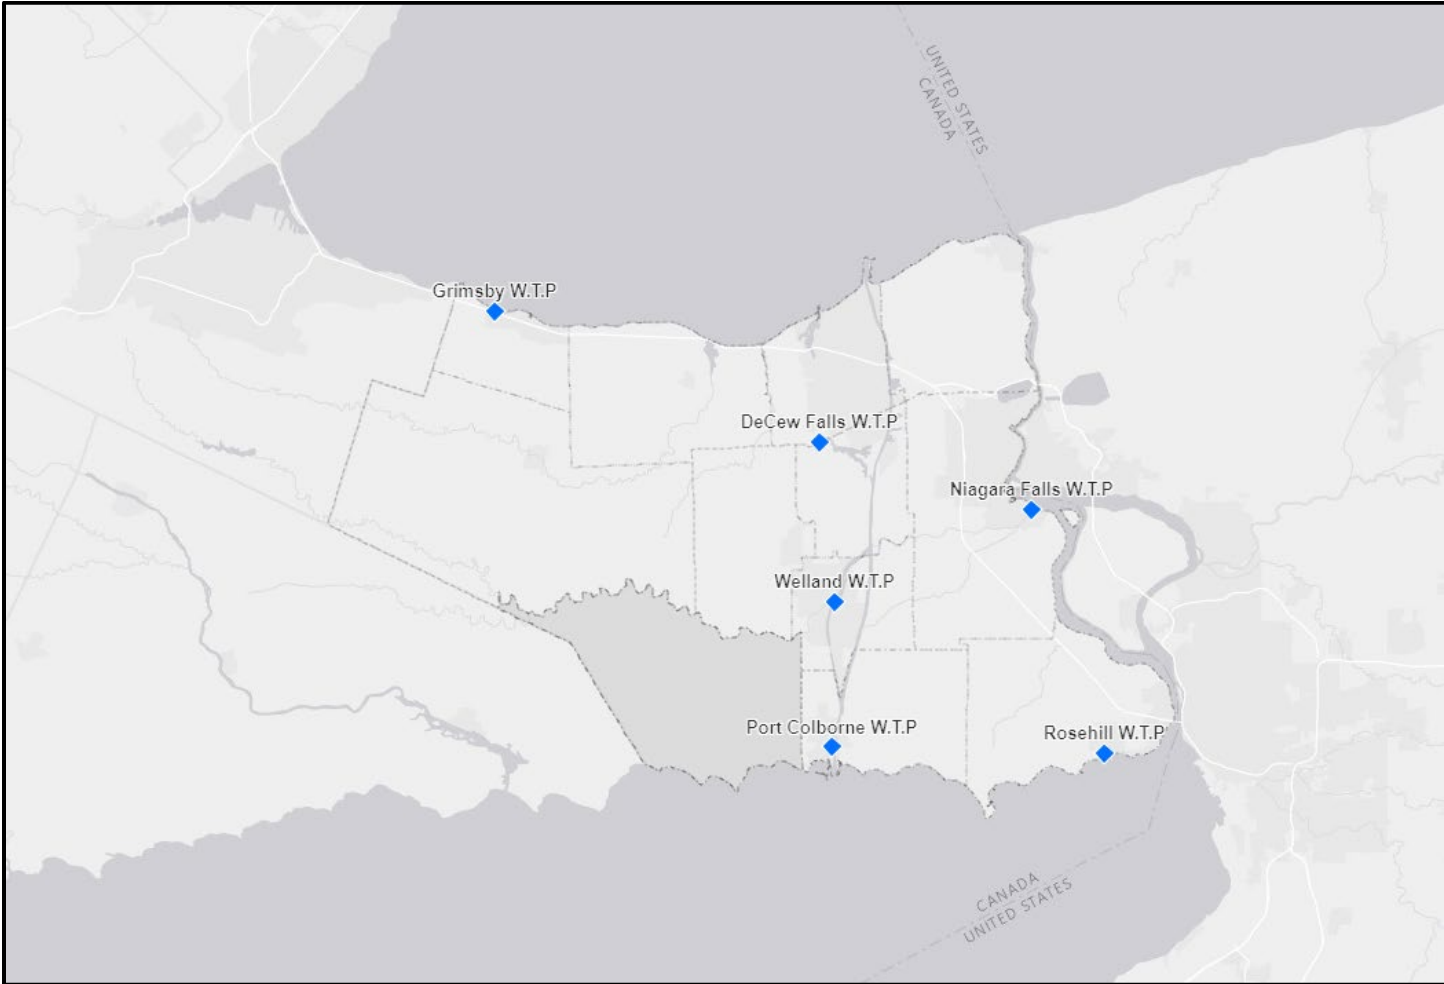 UNITED STATES
CANADA
Grimsby W.T.P
DeCew Falls W.T.P
Niagara Falls W.T.P
Welland W.T.P
Port Colborne W.T.P
Rosehill W.T.P
CANADA
UNITED STATES